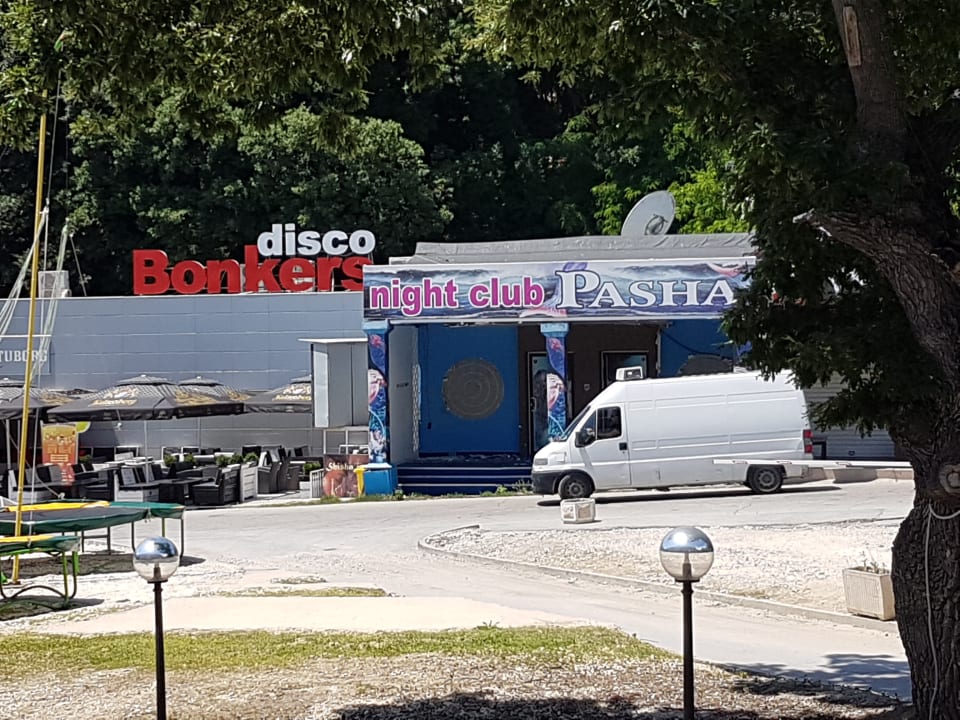 disco
Bonkers
night club PASHA
TUBORG
Shisha